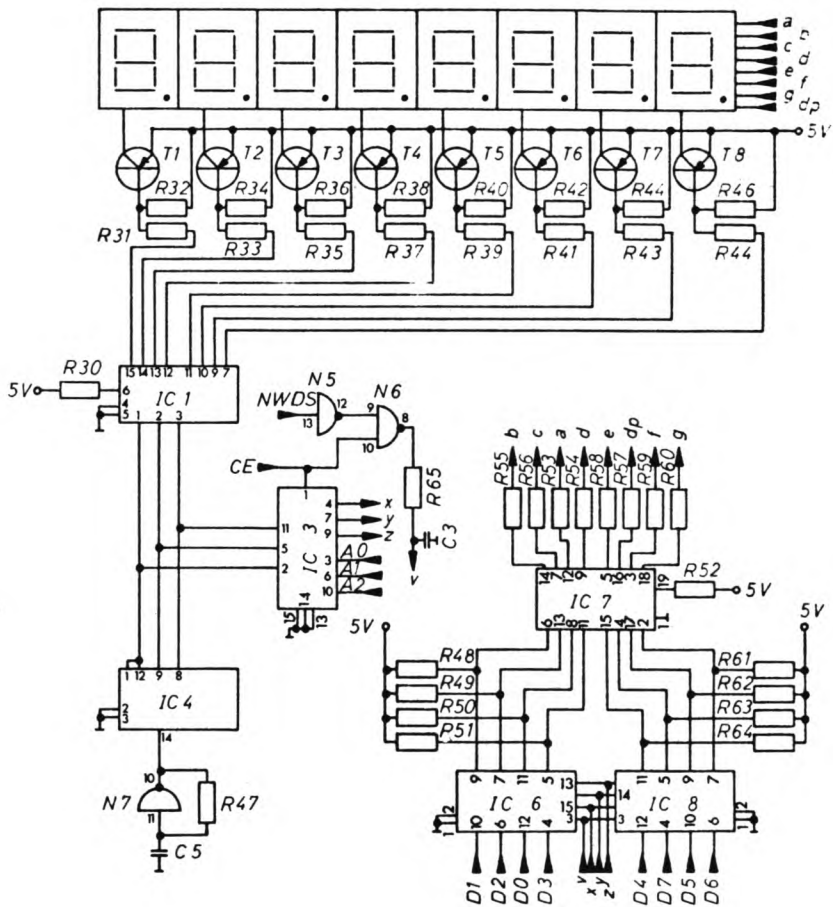 a
b
c
d
e
f
g
dp
5V
T1 T2 T3 T4 T5 T6 T7 T8
R32 R34 R36 R38 R40 R42 R44 R46
R31 R33 R35 R37 R39 R41 R43 R44
15 14 13 12 11 10 9 7
5V R30 6 IC 1
4
5
1 2 3
NWDS 13 N5 12 9 N6 8
10
CE
R65
C3
v
1
11 5 2
IC 3
4 x
7 y
9 z
3 A0
6 A1
10 A2
15 14 13
b c a d e dp f g
R55 R56 R53 R54 R58 R57 R59 R60
14 7 12 9 5 16 3 18 19 R52 5V
IC 7
6 13 8 11 15 4 17 2 1
5V 5V
R48 R61
R49 R62
R50 R63
R51 R64
1 12 9 8
2
3
IC 4
14
10
N7
11
R47
C5
9 7 11 5 13 11 5 9 7
14
IC 6 15 IC 8
3 3
1 2 1 2
10 6 12 4 12 4 10 6
D1 D2 D0 D3 v x y z D4 D7 D5 D6